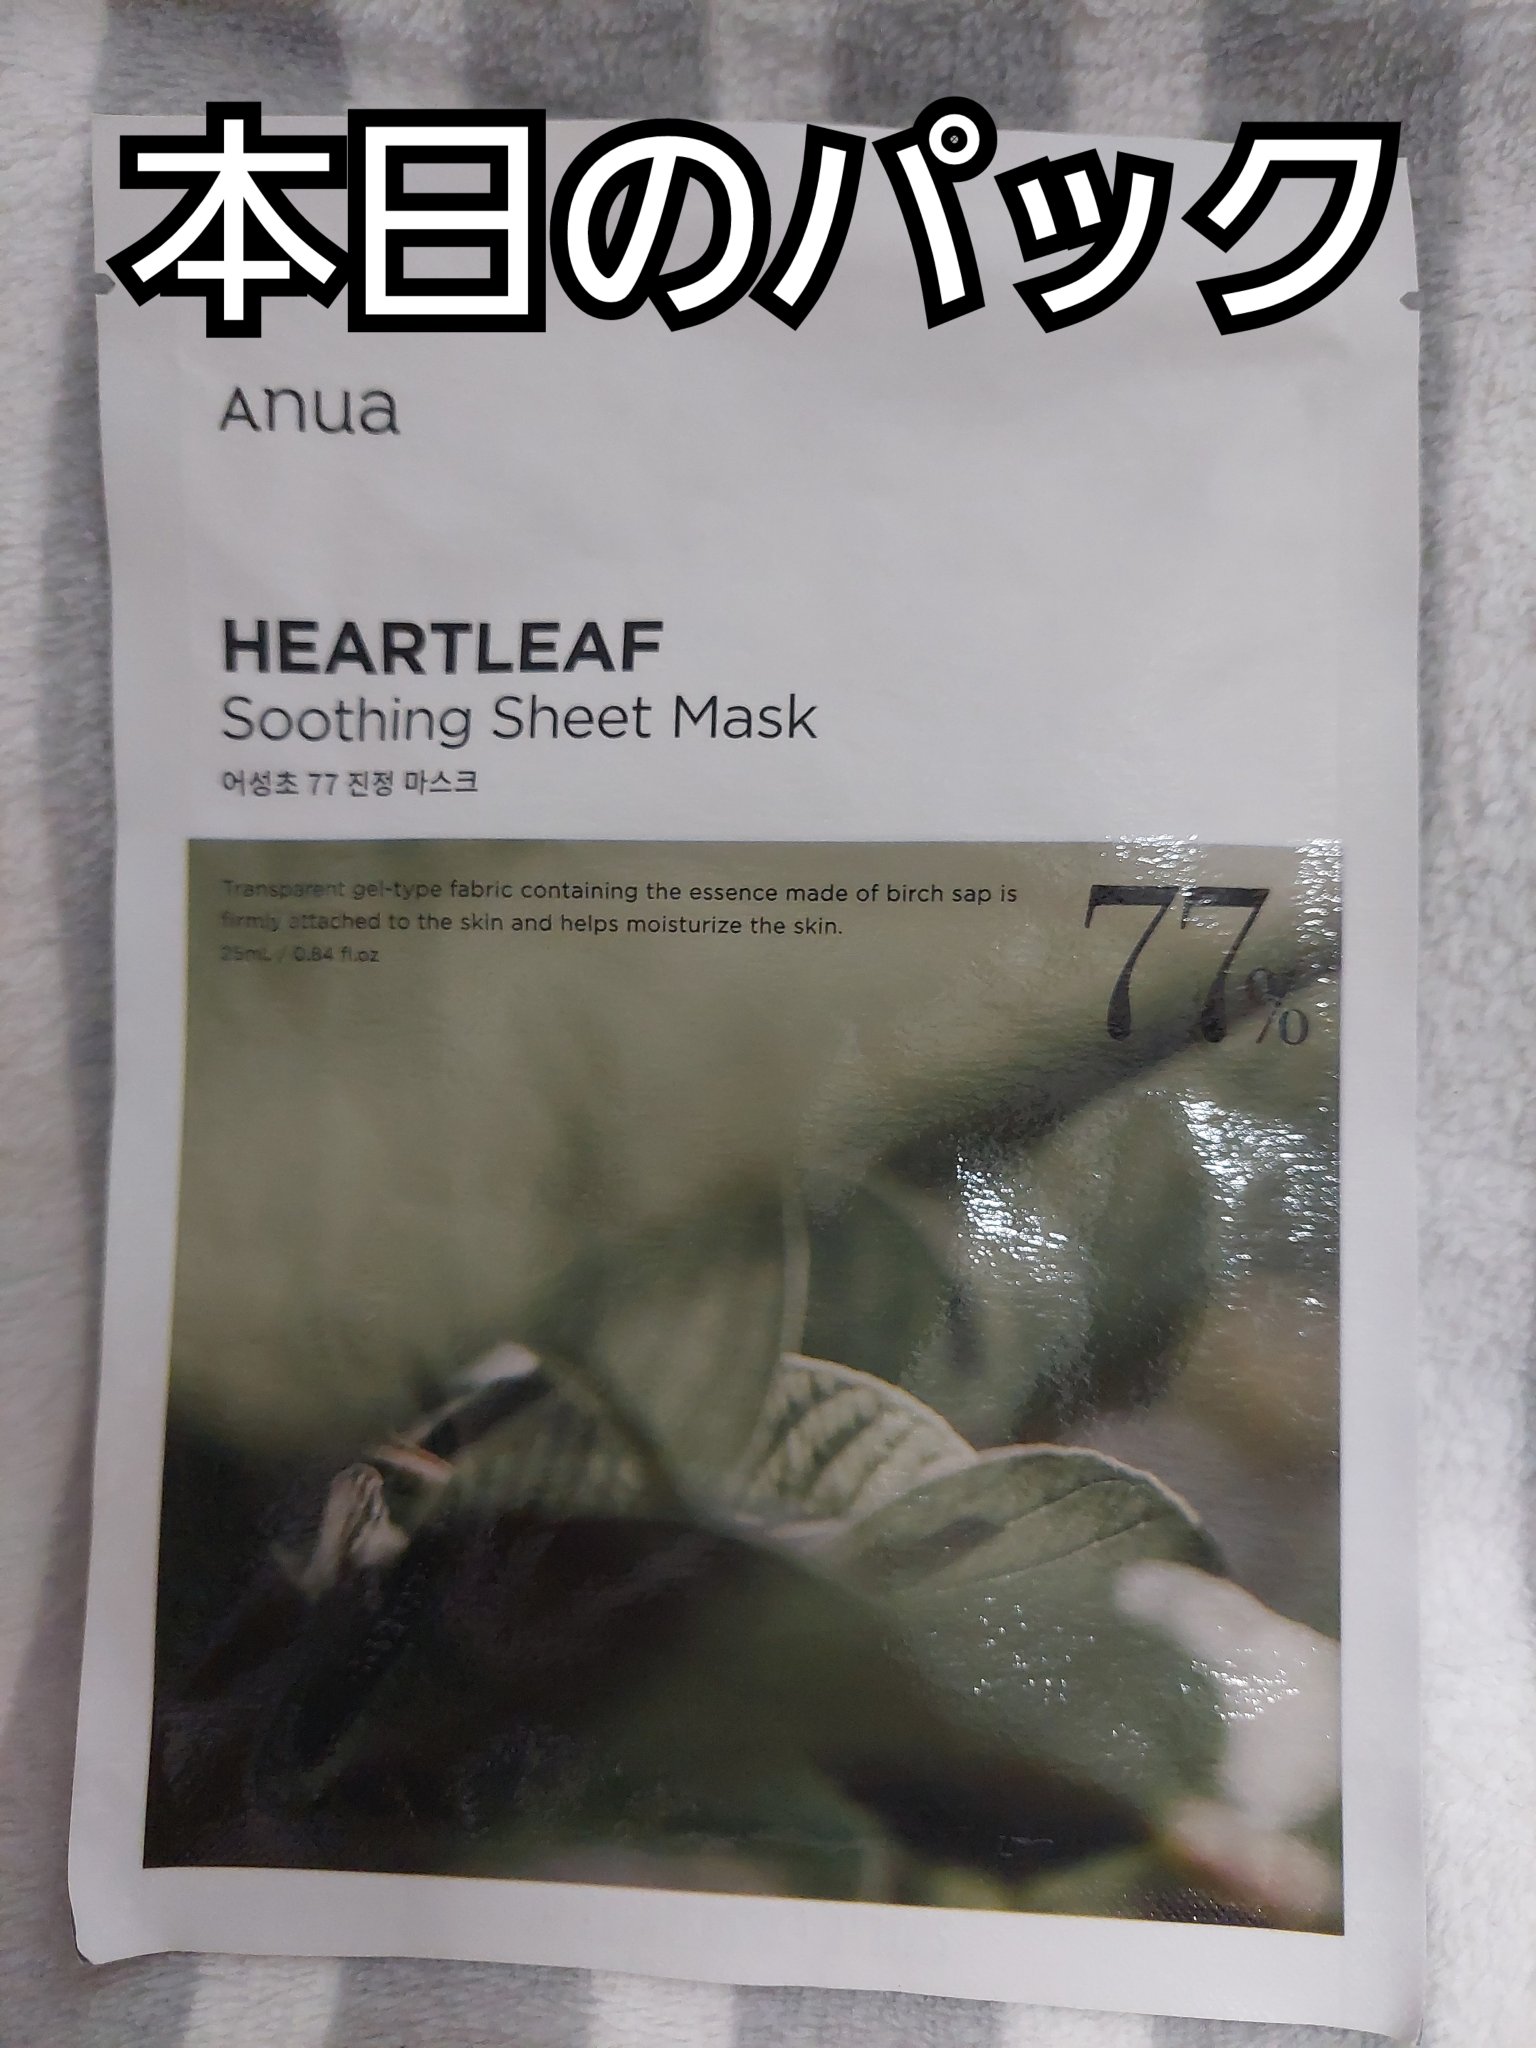 本日のパック
Anua
HEARTLEAF
Soothing Sheet Mask
어성초 77 진정 마스크
Transparent gel-type fabric containing the essence made of birch sap is
firmly attached to the skin and helps moisturize the skin.
25mL / 0.84 fl.oz
77%